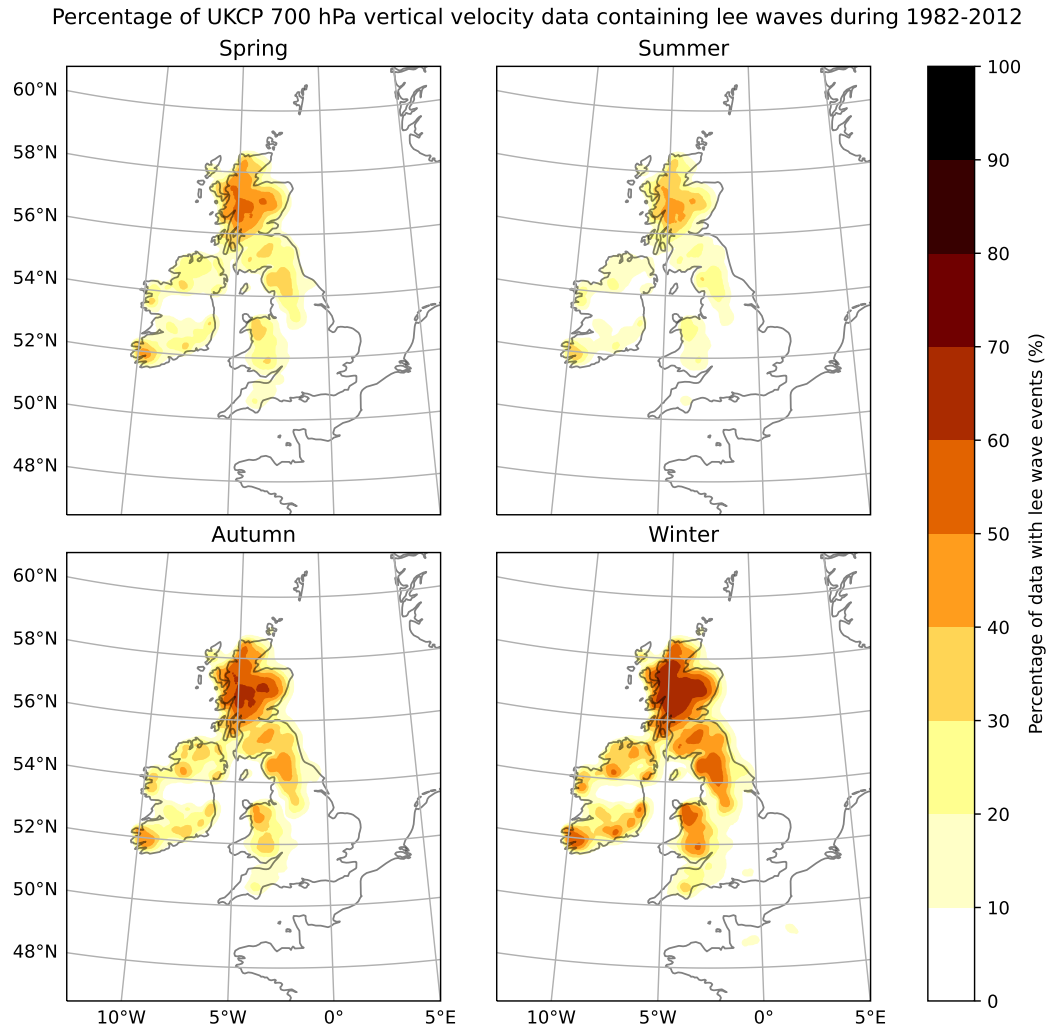 Percentage of UKCP 700 hPa vertical velocity data containing lee waves during 1982-2012
Spring
Summer
60°N
58°N
56°N
54°N
52°N
50°N
48°N
Autumn
Winter
60°N
58°N
56°N
54°N
52°N
50°N
48°N
10°W 5°W 0° 5°E
10°W 5°W 0° 5°E
100
90
80
70
60
50
40
30
20
10
0
Percentage of data with lee wave events (%)